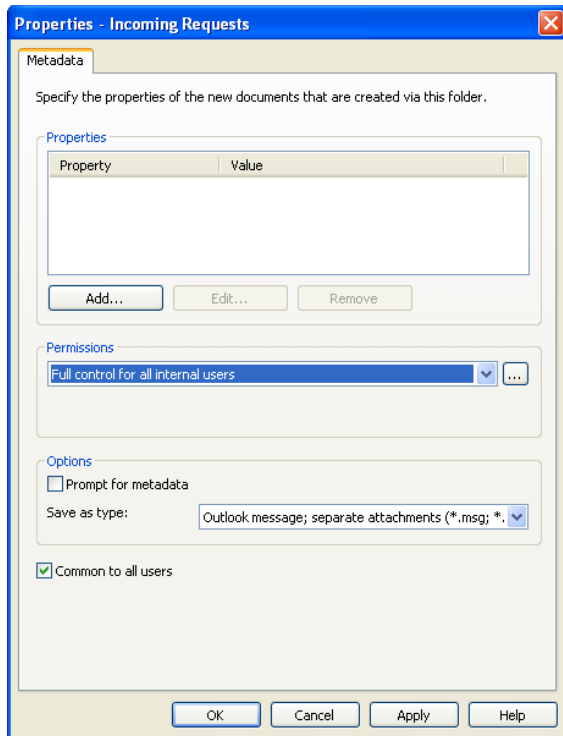 Properties - Incoming Requests
Metadata
Specify the properties of the new documents that are created via this folder.
Properties
Property Value
Add... Edit... Remove
Permissions
Full control for all internal users ...
Options
Prompt for metadata
Save as type: Outlook message; separate attachments (*.msg; *.
Common to all users
OK Cancel Apply Help